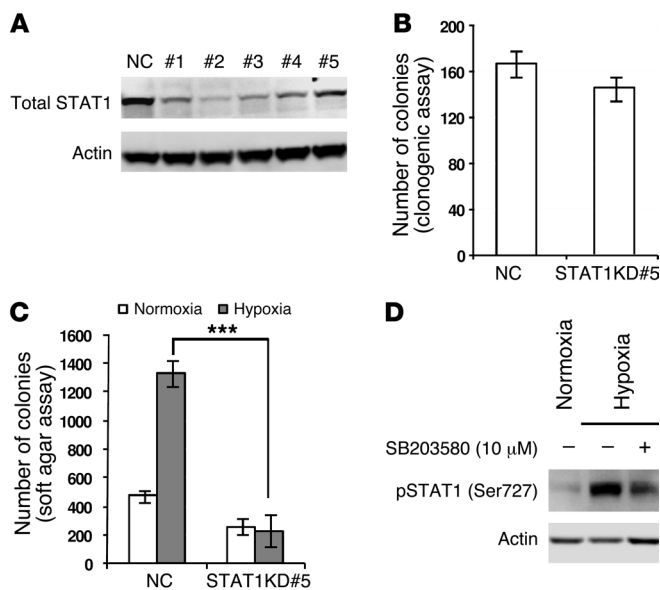 A
NC #1 #2 #3 #4 #5
Total STAT1
Actin
B
Number of colonies
(clonogenic assay)
200
160
120
80
40
0
NC STAT1KD#5
C
Normoxia Hypoxia
***
Number of colonies
(soft agar assay)
1600
1400
1200
1000
800
600
400
200
0
NC STAT1KD#5
D
Normoxia
Hypoxia
SB203580 (10 μM) – – +
pSTAT1 (Ser727)
Actin